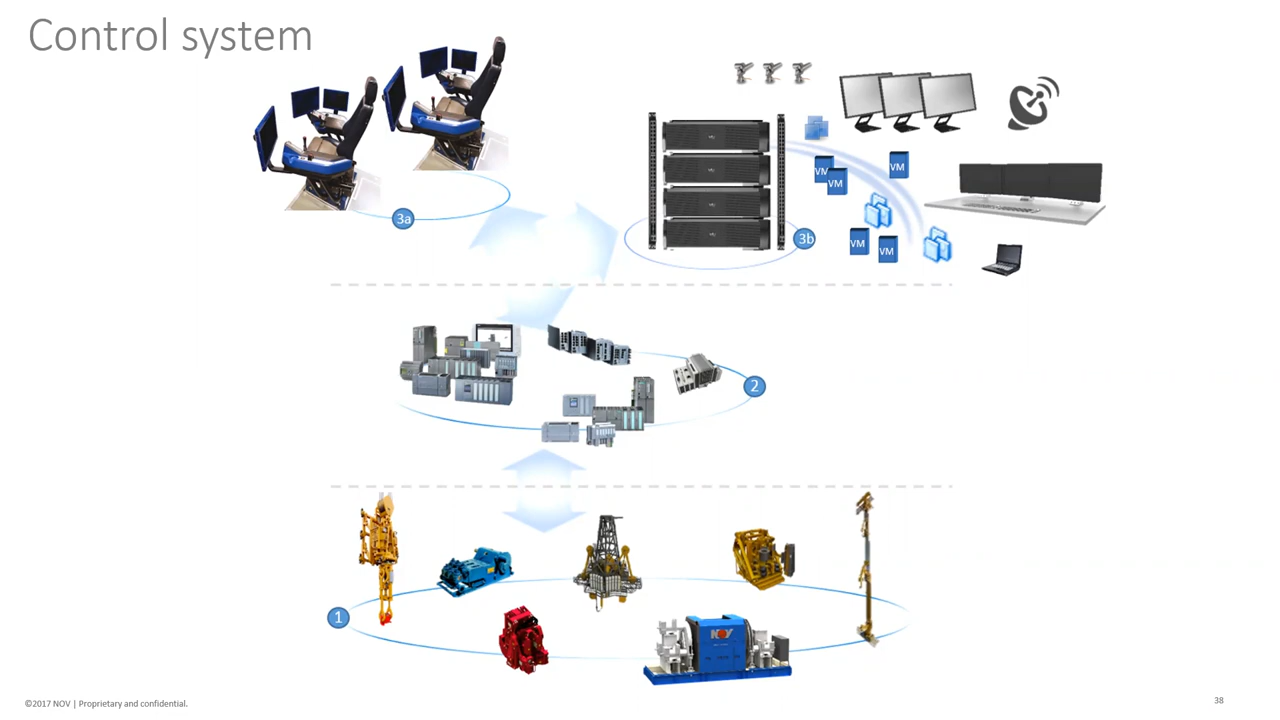 Control system
3a
3b
VM
VM
VM
VM
VM
2
1
NOV
©2017 NOV | Proprietary and confidential.
38